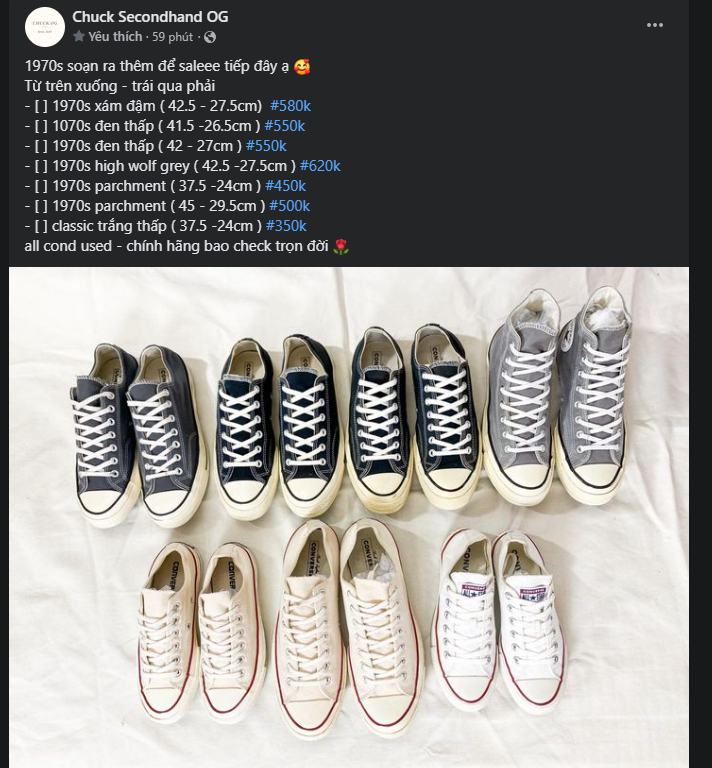 Chuck Secondhand OG
Yêu thích · 59 phút ·
1970s soạn ra thêm để saleee tiếp đây ạ 🥰
Từ trên xuống - trái qua phải
- [ ] 1970s xám đậm ( 42.5 - 27.5cm) #580k
- [ ] 1070s đen thấp ( 41.5 -26.5cm ) #550k
- [ ] 1970s đen thấp ( 42 - 27cm ) #550k
- [ ] 1970s high wolf grey ( 42.5 -27.5cm ) #620k
- [ ] 1970s parchment ( 37.5 -24cm ) #450k
- [ ] 1970s parchment ( 45 - 29.5cm ) #500k
- [ ] classic trắng thấp ( 37.5 -24cm ) #350k
all cond used - chính hãng bao check trọn đời 🌹